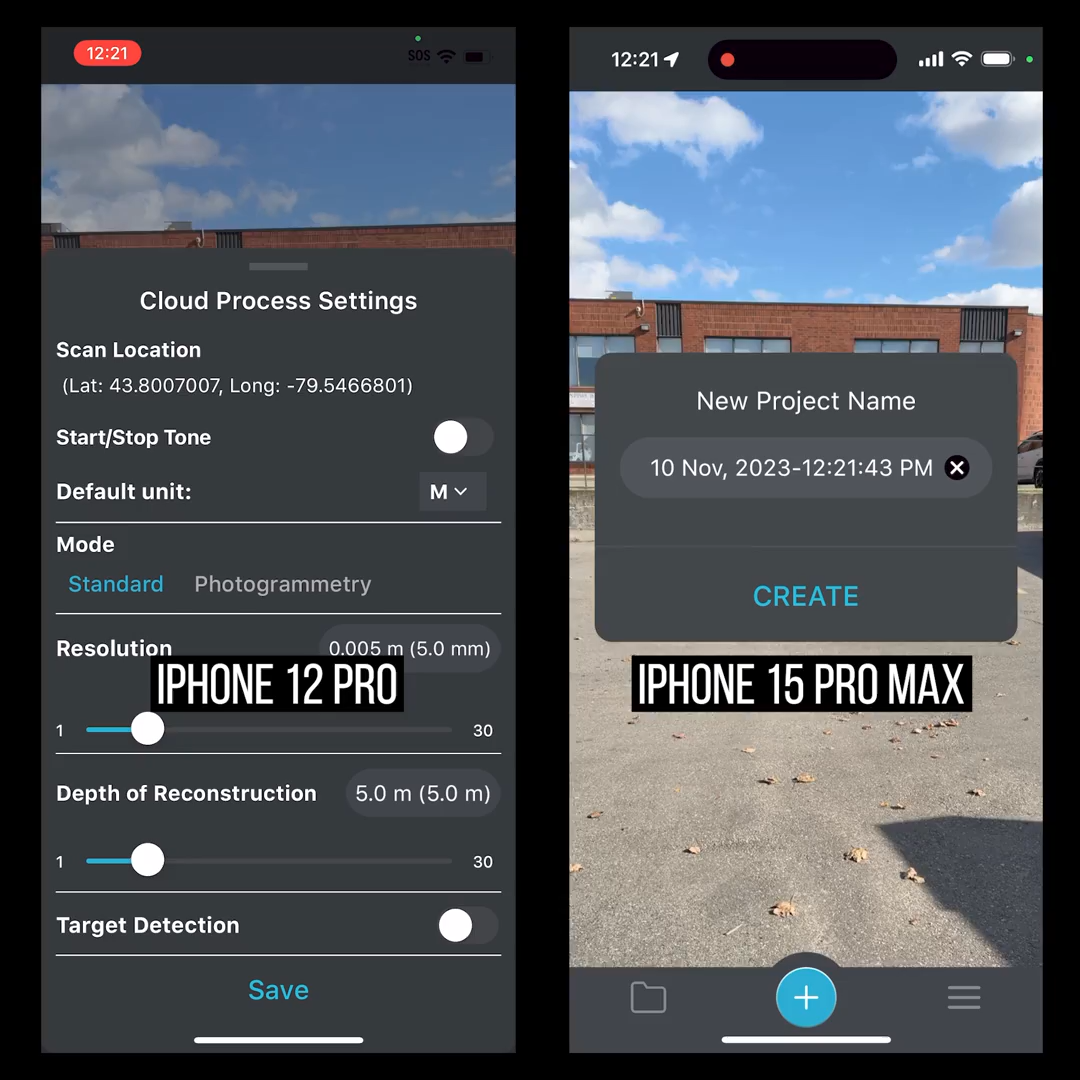 12:21
SOS
Cloud Process Settings
Scan Location
(Lat: 43.8007007, Long: -79.5466801)
Start/Stop Tone
Default unit:
M
Mode
Standard
Photogrammetry
Resolution
0.005 m (5.0 mm)
IPHONE 12 PRO
1
30
Depth of Reconstruction
5.0 m (5.0 m)
1
30
Target Detection
Save
12:21
New Project Name
10 Nov, 2023-12:21:43 PM
CREATE
IPHONE 15 PRO MAX